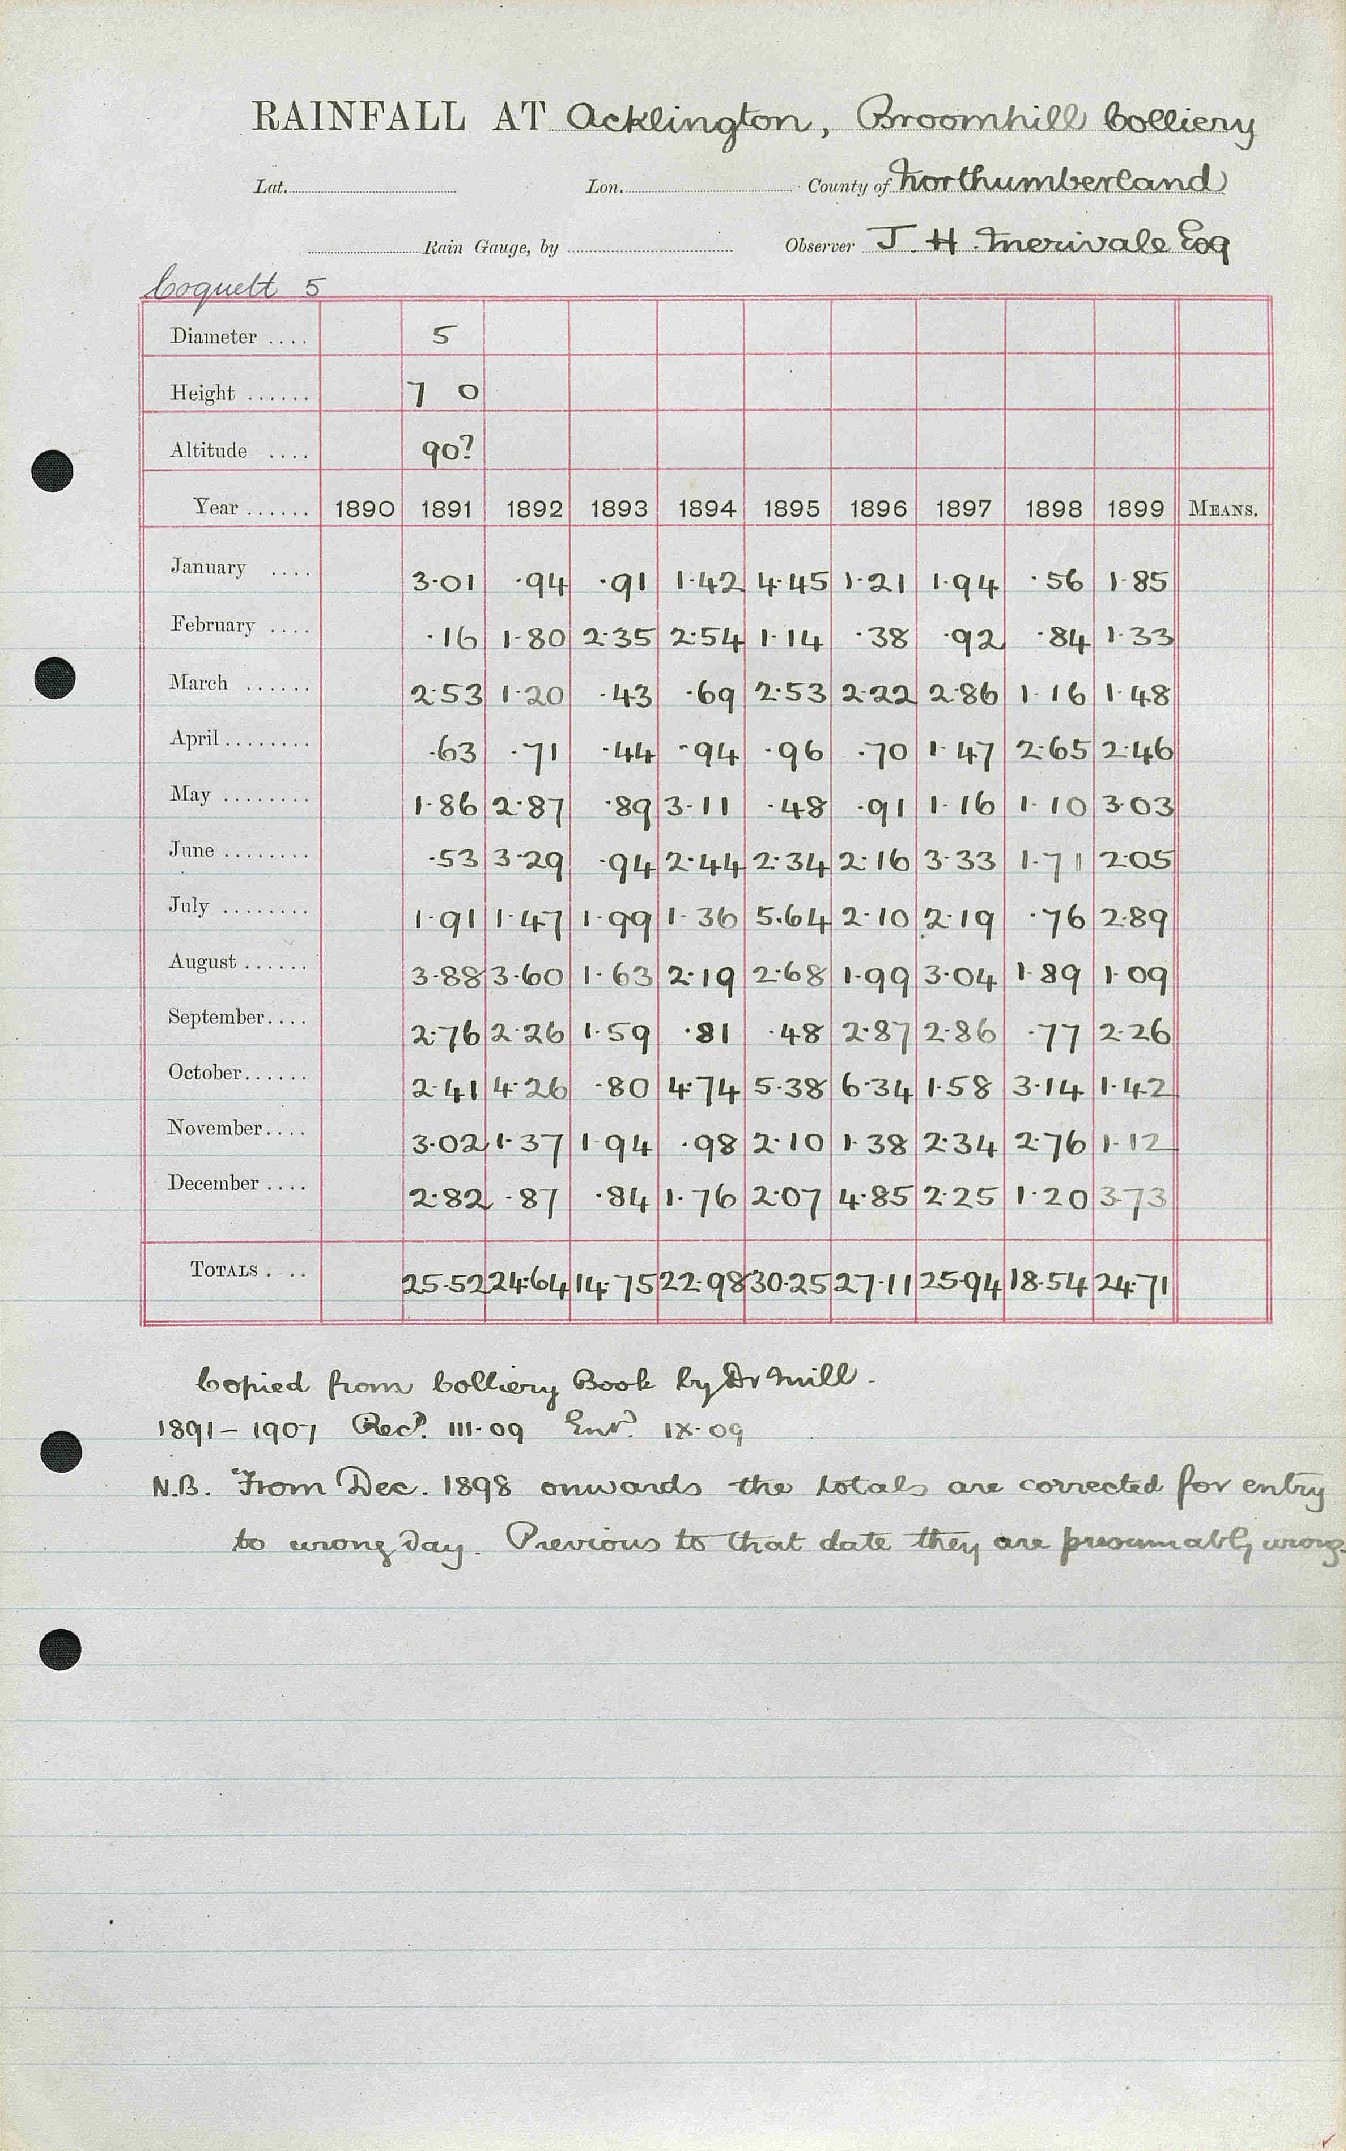 RAINFALL AT Acklington, Broomhill Colliery
Lat. Lon. County of Northumberland
Rain Gauge, by Observer J. H. Merivale Esq
Coquett 5
Diameter .... 5
Height ...... 7 0
Altitude .... 90?
Year ...... 1890 1891 1892 1893 1894 1895 1896 1897 1898 1899 MEANS.
January .... 3·01 ·94 ·91 1·42 4·45 1·21 1·94 ·56 1·85
February .... ·16 1·80 2·35 2·54 1·14 ·38 ·92 ·84 1·33
March ...... 2·53 1·20 ·43 ·69 2·53 2·22 2·86 1·16 1·48
April ........ ·63 ·71 ·44 ·94 ·96 ·70 1·47 2·65 2·46
May ........ 1·86 2·87 ·89 3·11 ·48 ·91 1·16 1·10 3·03
June ........ ·53 3·29 ·94 2·44 2·34 2·16 3·33 1·71 2·05
July ........ 1·91 1·47 1·99 1·36 5.64 2·10 2·19 ·76 2·89
August ...... 3·88 3·60 1·63 2·19 2·68 1·99 3·04 1·89 1·09
September.... 2·76 2·26 1·59 ·81 ·48 2·87 2·86 ·77 2·26
October...... 2·41 4·26 ·80 4·74 5·38 6·34 1·58 3·14 1·42
November.... 3·02 1·37 1·94 ·98 2·10 1·38 2·34 2·76 1·12
December .... 2·82 ·87 ·84 1·76 2·07 4·85 2·25 1·20 3·73
TOTALS .... 25·52 24·64 14·75 22·98 30·25 27·11 25·94 18·54 24·71
Copied from Colliery Book by Dr Mill.
1891–1907 Recd. III·09 Entd. IX·09
N.B. From Dec. 1898 onwards the totals are corrected for entry
to wrong day. Previous to that date they are presumably wrong.